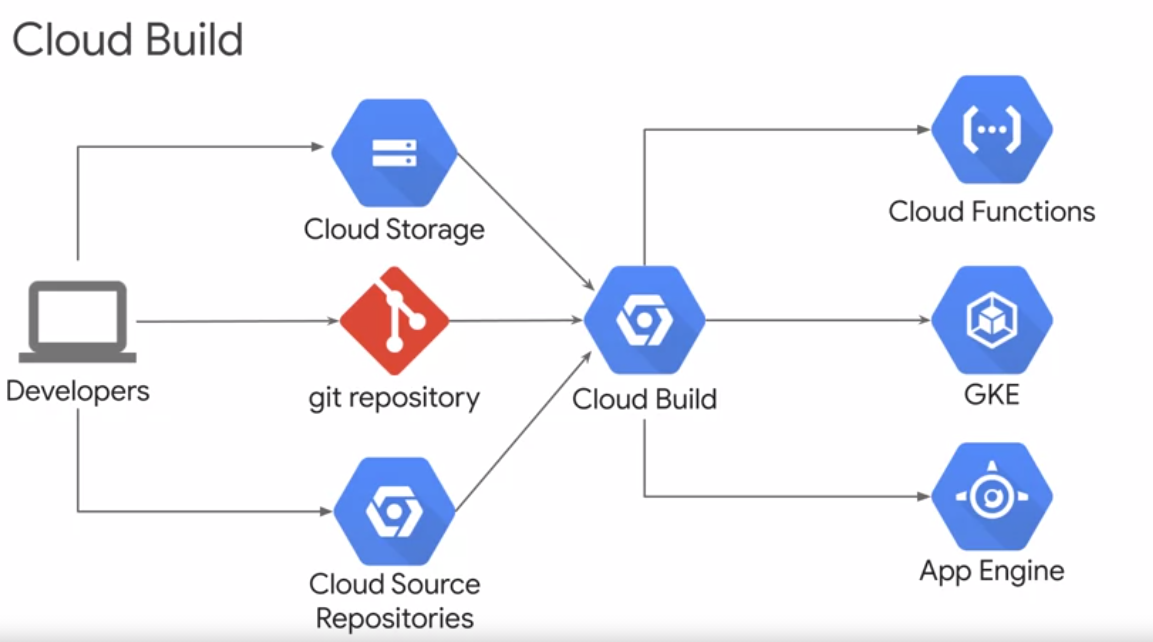 Cloud Build
Cloud Storage
Cloud Functions
Developers
git repository
Cloud Build
GKE
Cloud Source
Repositories
App Engine